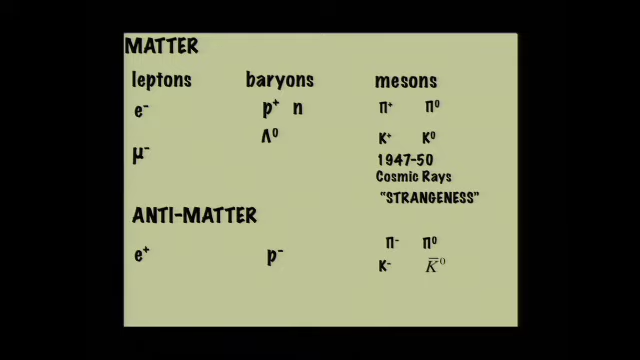 MATTER
leptons baryons mesons
e⁻ p⁺ n π⁺ π⁰
Λ⁰ K⁺ K⁰
μ⁻ 1947-50
Cosmic Rays
"STRANGENESS"
ANTI-MATTER
π⁻ π⁰
e⁺ p⁻ K⁻ K̅⁰